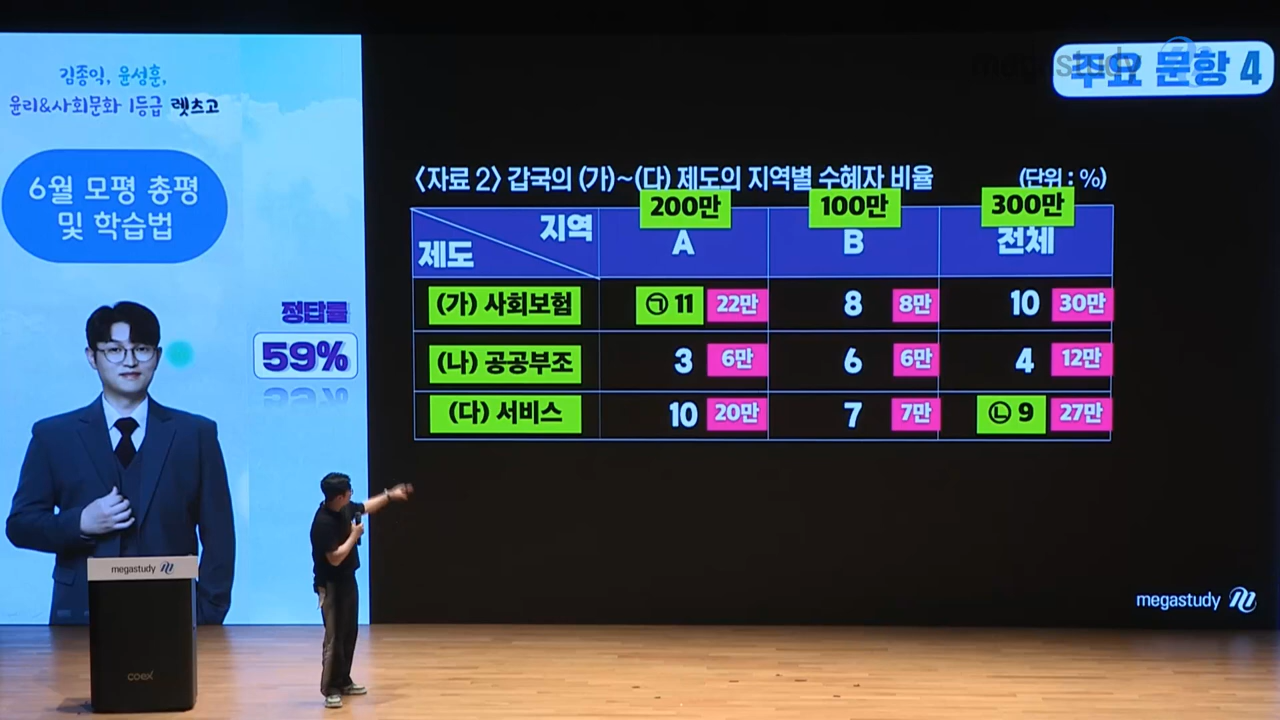 김종익, 윤성훈,
윤리&사회문화 1등급 렛츠고
6월 모평 총평
및 학습법
정답률
59%
megastudy
coex
megastudy
주요 문항 4
<자료 2> 갑국의 (가)~(다) 제도의 지역별 수혜자 비율 (단위 : %)
200만 100만 300만
지역 A B 전체
제도
(가) 사회보험 ㉠ 11 22만 8 8만 10 30만
(나) 공공부조 3 6만 6 6만 4 12만
(다) 서비스 10 20만 7 7만 ㉡ 9 27만
megastudy